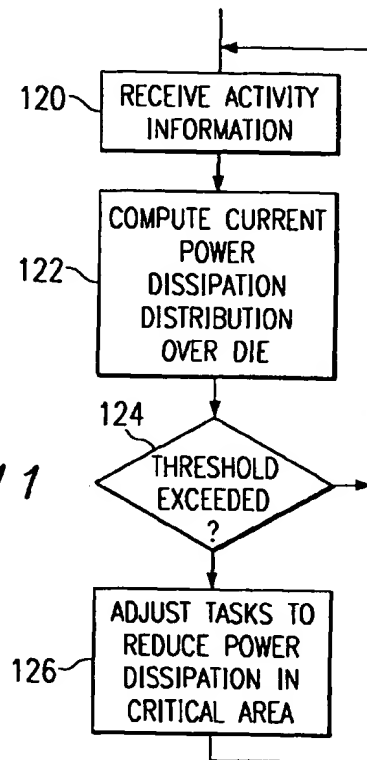 120
RECEIVE ACTIVITY
INFORMATION
122
COMPUTE CURRENT
POWER
DISSIPATION
DISTRIBUTION
OVER DIE
124
THRESHOLD
EXCEEDED
?
126
ADJUST TASKS TO
REDUCE POWER
DISSIPATION IN
CRITICAL AREA